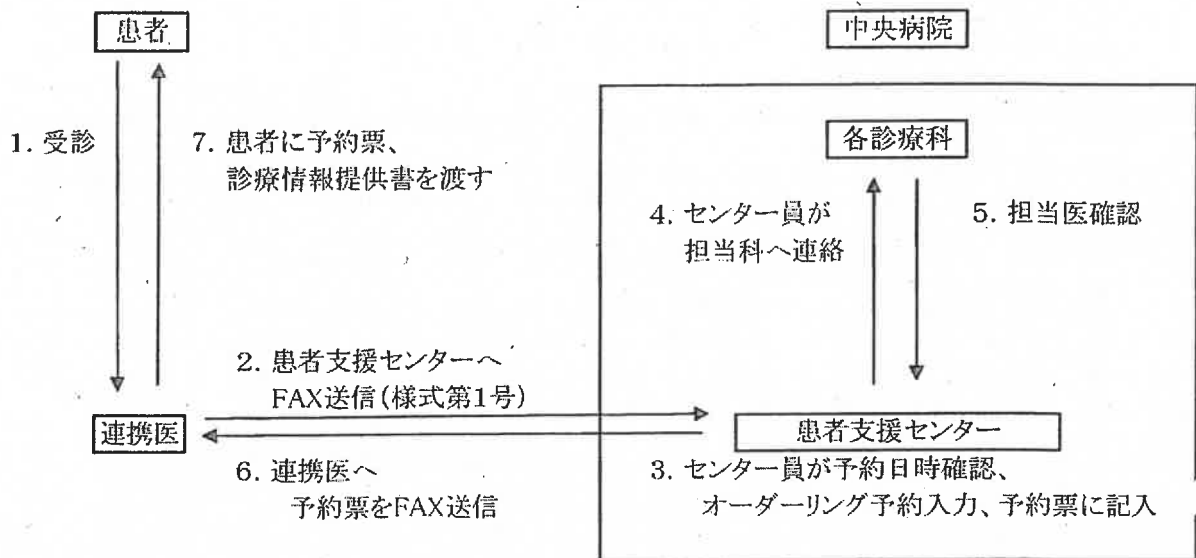 患者
中央病院
各診療科
1. 受診
7. 患者に予約票、
診療情報提供書を渡す
4. センター員が
担当科へ連絡
5. 担当医確認
2. 患者支援センターへ
FAX送信(様式第1号)
連携医
患者支援センター
6. 連携医へ
予約票をFAX送信
3. センター員が予約日時確認、
オーダーリング予約入力、予約票に記入